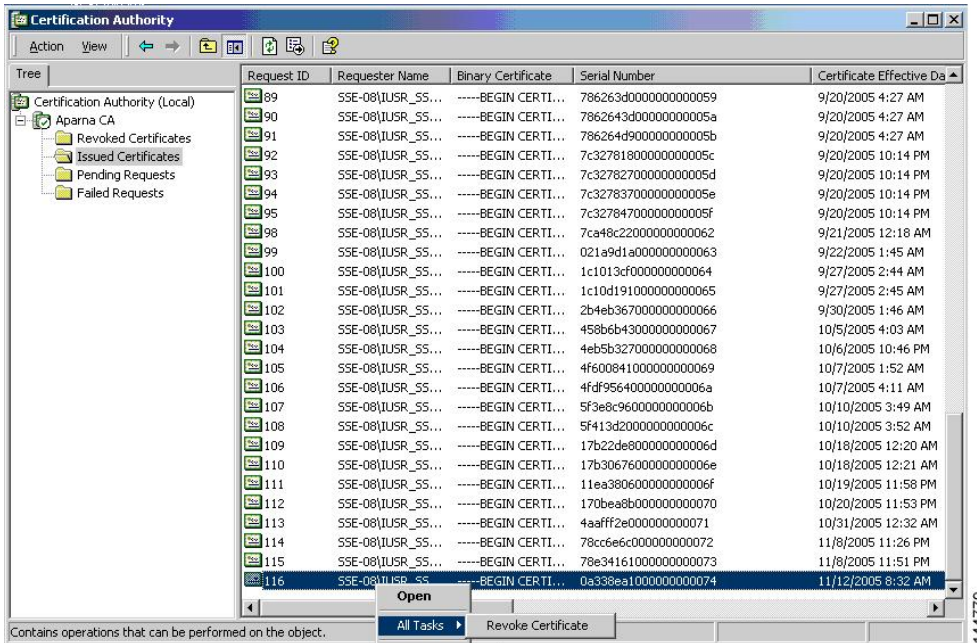 Certification Authority
Action View
Tree
Certification Authority (Local)
Aparna CA
Revoked Certificates
Issued Certificates
Pending Requests
Failed Requests
Request ID Requester Name Binary Certificate Serial Number Certificate Effective Da
89 SSE-08\IUSR_SS... -----BEGIN CERTI... 786263d0000000000059 9/20/2005 4:27 AM
90 SSE-08\IUSR_SS... -----BEGIN CERTI... 7862643d00000000005a 9/20/2005 4:27 AM
91 SSE-08\IUSR_SS... -----BEGIN CERTI... 786264d900000000005b 9/20/2005 4:27 AM
92 SSE-08\IUSR_SS... -----BEGIN CERTI... 7c32781800000000005c 9/20/2005 10:14 PM
93 SSE-08\IUSR_SS... -----BEGIN CERTI... 7c32782700000000005d 9/20/2005 10:14 PM
94 SSE-08\IUSR_SS... -----BEGIN CERTI... 7c32783700000000005e 9/20/2005 10:14 PM
95 SSE-08\IUSR_SS... -----BEGIN CERTI... 7c32784700000000005f 9/20/2005 10:14 PM
98 SSE-08\IUSR_SS... -----BEGIN CERTI... 7ca48c22000000000062 9/21/2005 12:18 AM
99 SSE-08\IUSR_SS... -----BEGIN CERTI... 021a9d1a000000000063 9/22/2005 1:45 AM
100 SSE-08\IUSR_SS... -----BEGIN CERTI... 1c1013cf000000000064 9/27/2005 2:44 AM
101 SSE-08\IUSR_SS... -----BEGIN CERTI... 1c10d191000000000065 9/27/2005 2:45 AM
102 SSE-08\IUSR_SS... -----BEGIN CERTI... 2b4eb367000000000066 9/30/2005 1:46 AM
103 SSE-08\IUSR_SS... -----BEGIN CERTI... 458b6b43000000000067 10/5/2005 4:03 AM
104 SSE-08\IUSR_SS... -----BEGIN CERTI... 4eb5b327000000000068 10/6/2005 10:46 PM
105 SSE-08\IUSR_SS... -----BEGIN CERTI... 4f600841000000000069 10/7/2005 1:52 AM
106 SSE-08\IUSR_SS... -----BEGIN CERTI... 4fdf956400000000006a 10/7/2005 4:11 AM
107 SSE-08\IUSR_SS... -----BEGIN CERTI... 5f3e8c9600000000006b 10/10/2005 3:49 AM
108 SSE-08\IUSR_SS... -----BEGIN CERTI... 5f413d2000000000006c 10/10/2005 3:52 AM
109 SSE-08\IUSR_SS... -----BEGIN CERTI... 17b22de800000000006d 10/18/2005 12:20 AM
110 SSE-08\IUSR_SS... -----BEGIN CERTI... 17b3067600000000006e 10/18/2005 12:21 AM
111 SSE-08\IUSR_SS... -----BEGIN CERTI... 11ea380600000000006f 10/19/2005 11:58 PM
112 SSE-08\IUSR_SS... -----BEGIN CERTI... 170bea8b000000000070 10/20/2005 11:53 PM
113 SSE-08\IUSR_SS... -----BEGIN CERTI... 4aafff2e000000000071 10/31/2005 12:32 AM
114 SSE-08\IUSR_SS... -----BEGIN CERTI... 78cc6e6c000000000072 11/8/2005 11:26 PM
115 SSE-08\IUSR_SS... -----BEGIN CERTI... 78e34161000000000073 11/8/2005 11:51 PM
116 SSE-08\IUSR_SS... -----BEGIN CERTI... 0a338ea1000000000074 11/12/2005 8:32 AM
Open
All Tasks Revoke Certificate
Contains operations that can be performed on the object.